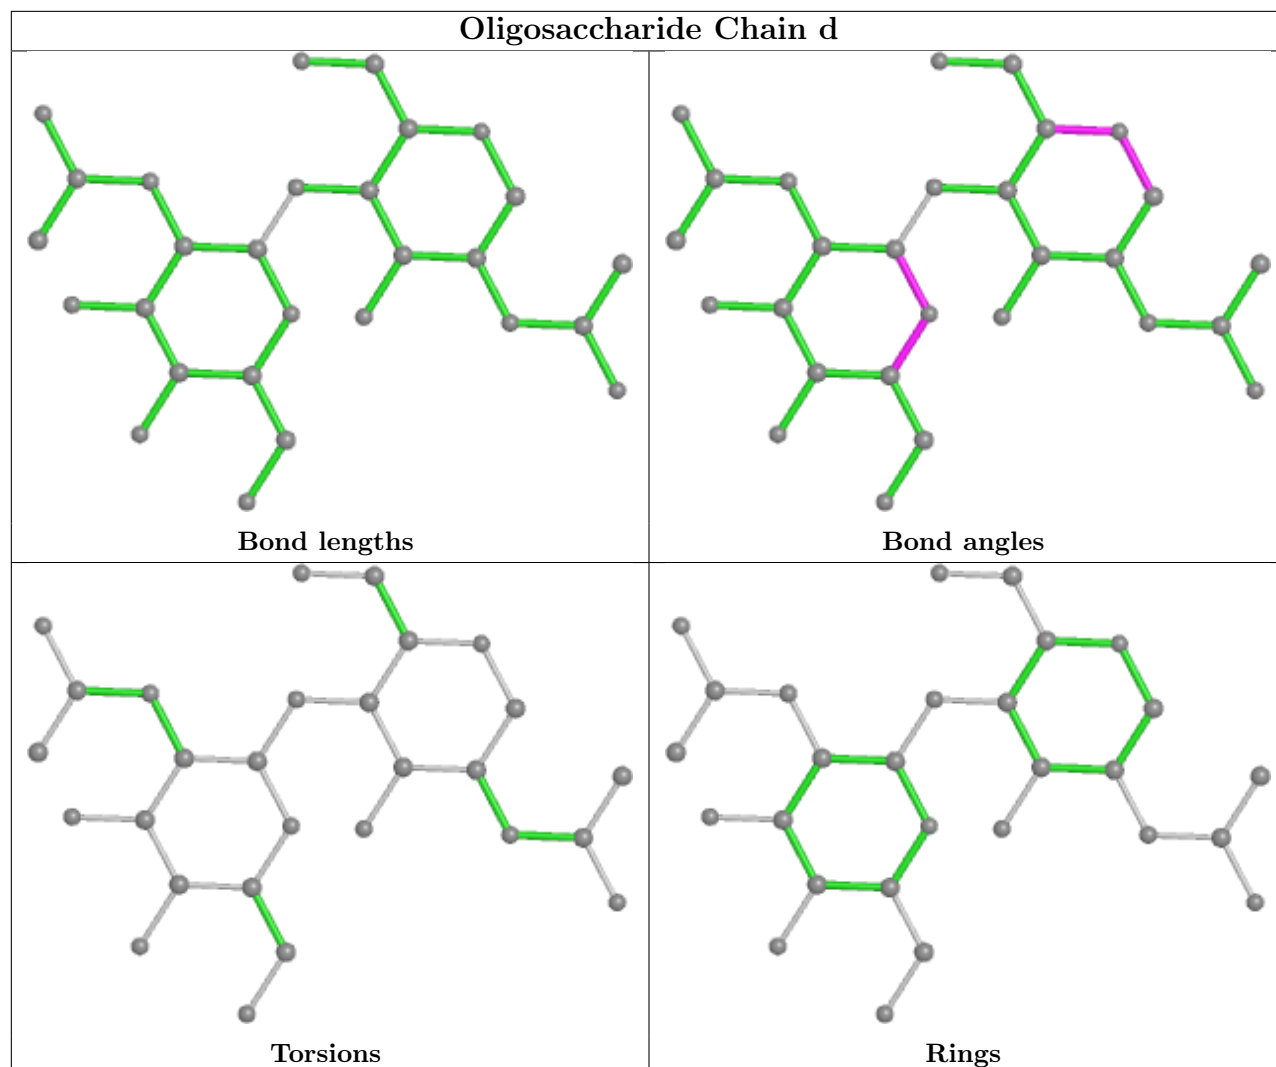 Oligosaccharide Chain d
Bond lengths
Bond angles
Torsions
Rings